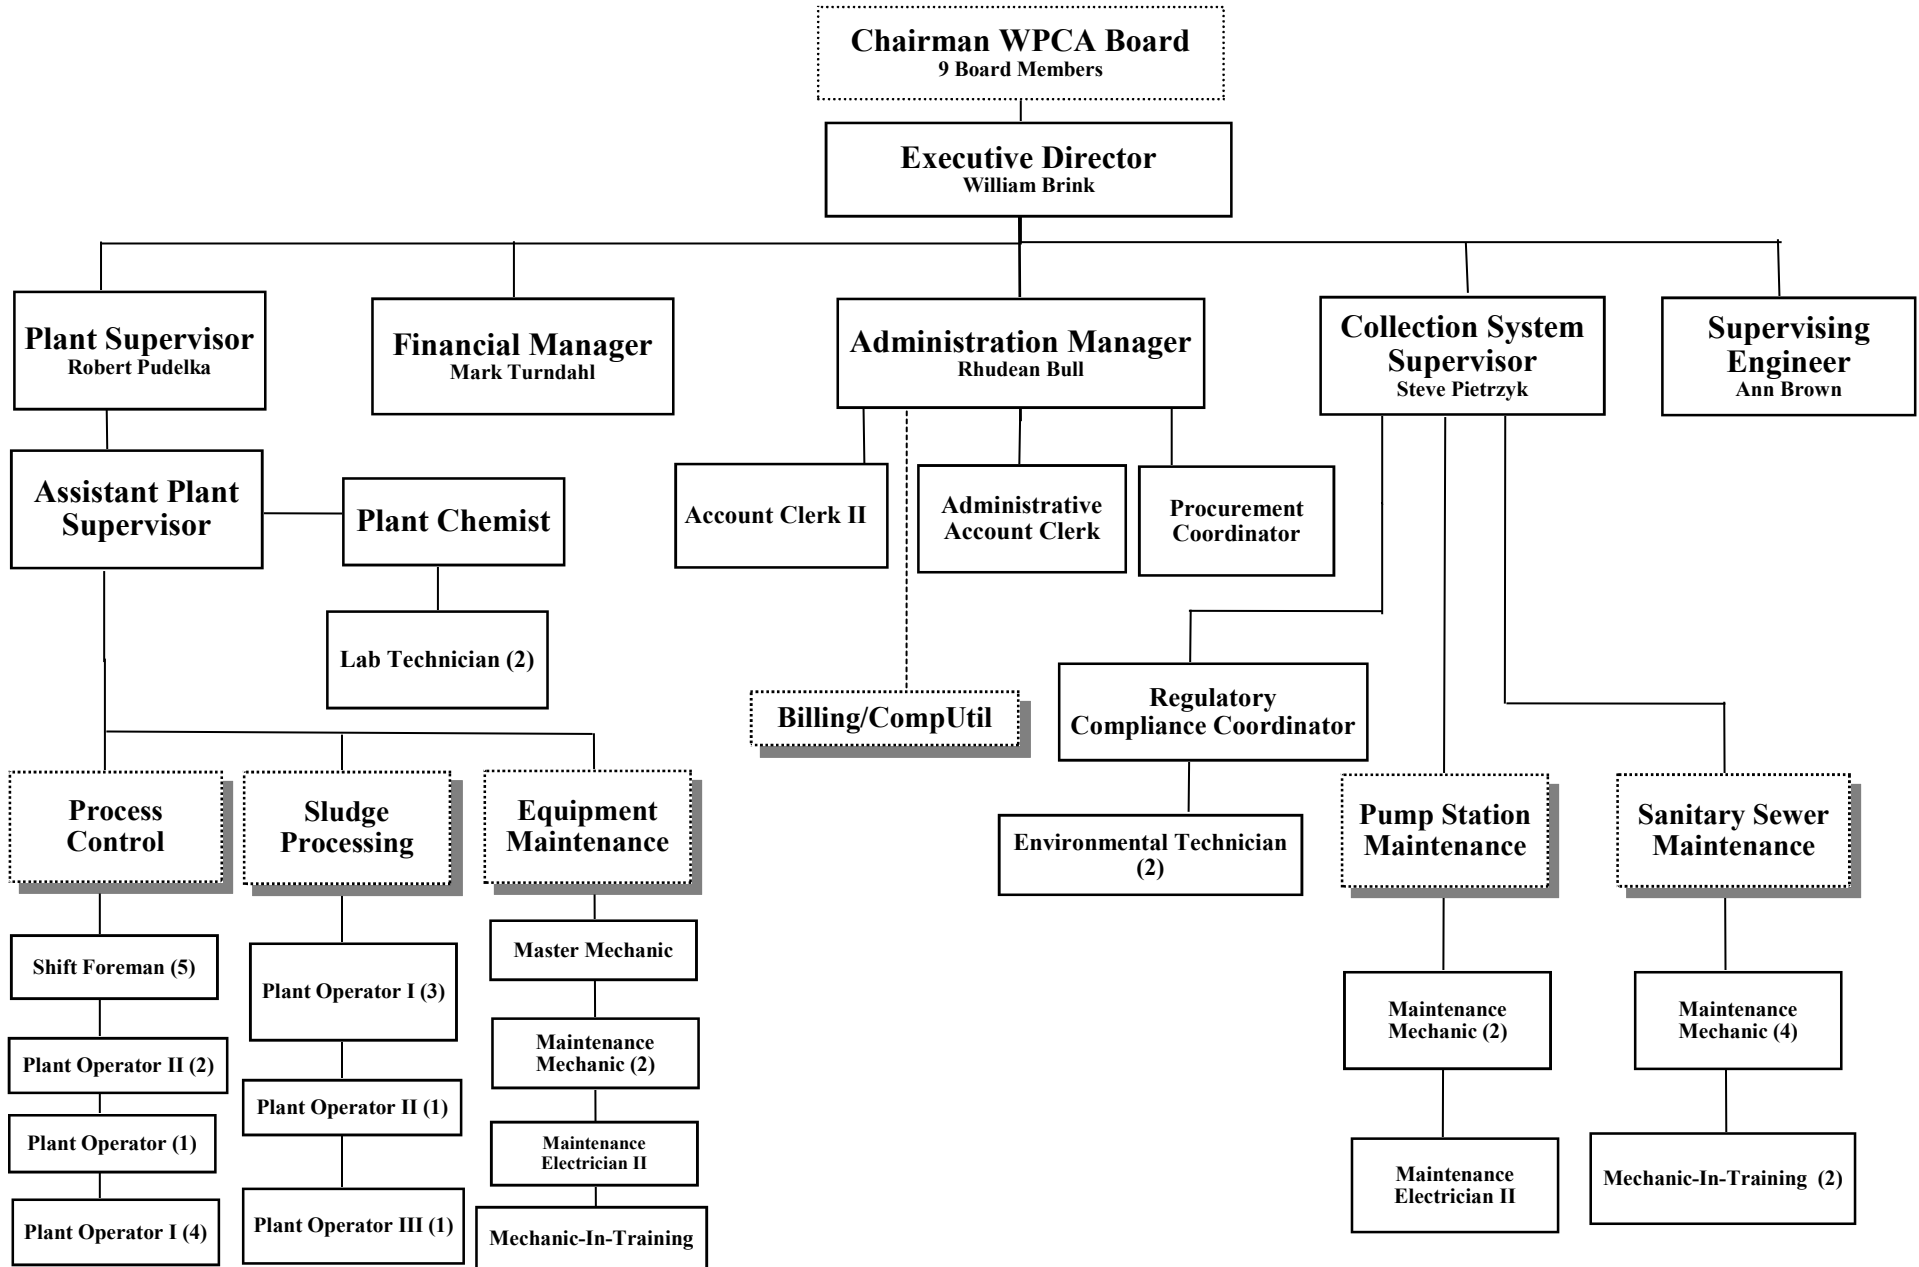 Chairman WPCA Board
9 Board Members
Executive Director
William Brink
Plant Supervisor
Robert Pudelka
Financial Manager
Mark Turndahl
Administration Manager
Rhudean Bull
Collection System
Supervisor
Steve Pietrzyk
Supervising
Engineer
Ann Brown
Assistant Plant
Supervisor
Plant Chemist
Account Clerk II
Administrative
Account Clerk
Procurement
Coordinator
Lab Technician (2)
Billing/CompUtil
Regulatory
Compliance Coordinator
Process
Control
Sludge
Processing
Equipment
Maintenance
Environmental Technician
(2)
Pump Station
Maintenance
Sanitary Sewer
Maintenance
Shift Foreman (5)
Plant Operator II (2)
Plant Operator (1)
Plant Operator I (4)
Plant Operator I (3)
Plant Operator II (1)
Plant Operator III (1)
Master Mechanic
Maintenance
Mechanic (2)
Maintenance
Electrician II
Mechanic-In-Training
Maintenance
Mechanic (2)
Maintenance
Electrician II
Maintenance
Mechanic (4)
Mechanic-In-Training (2)